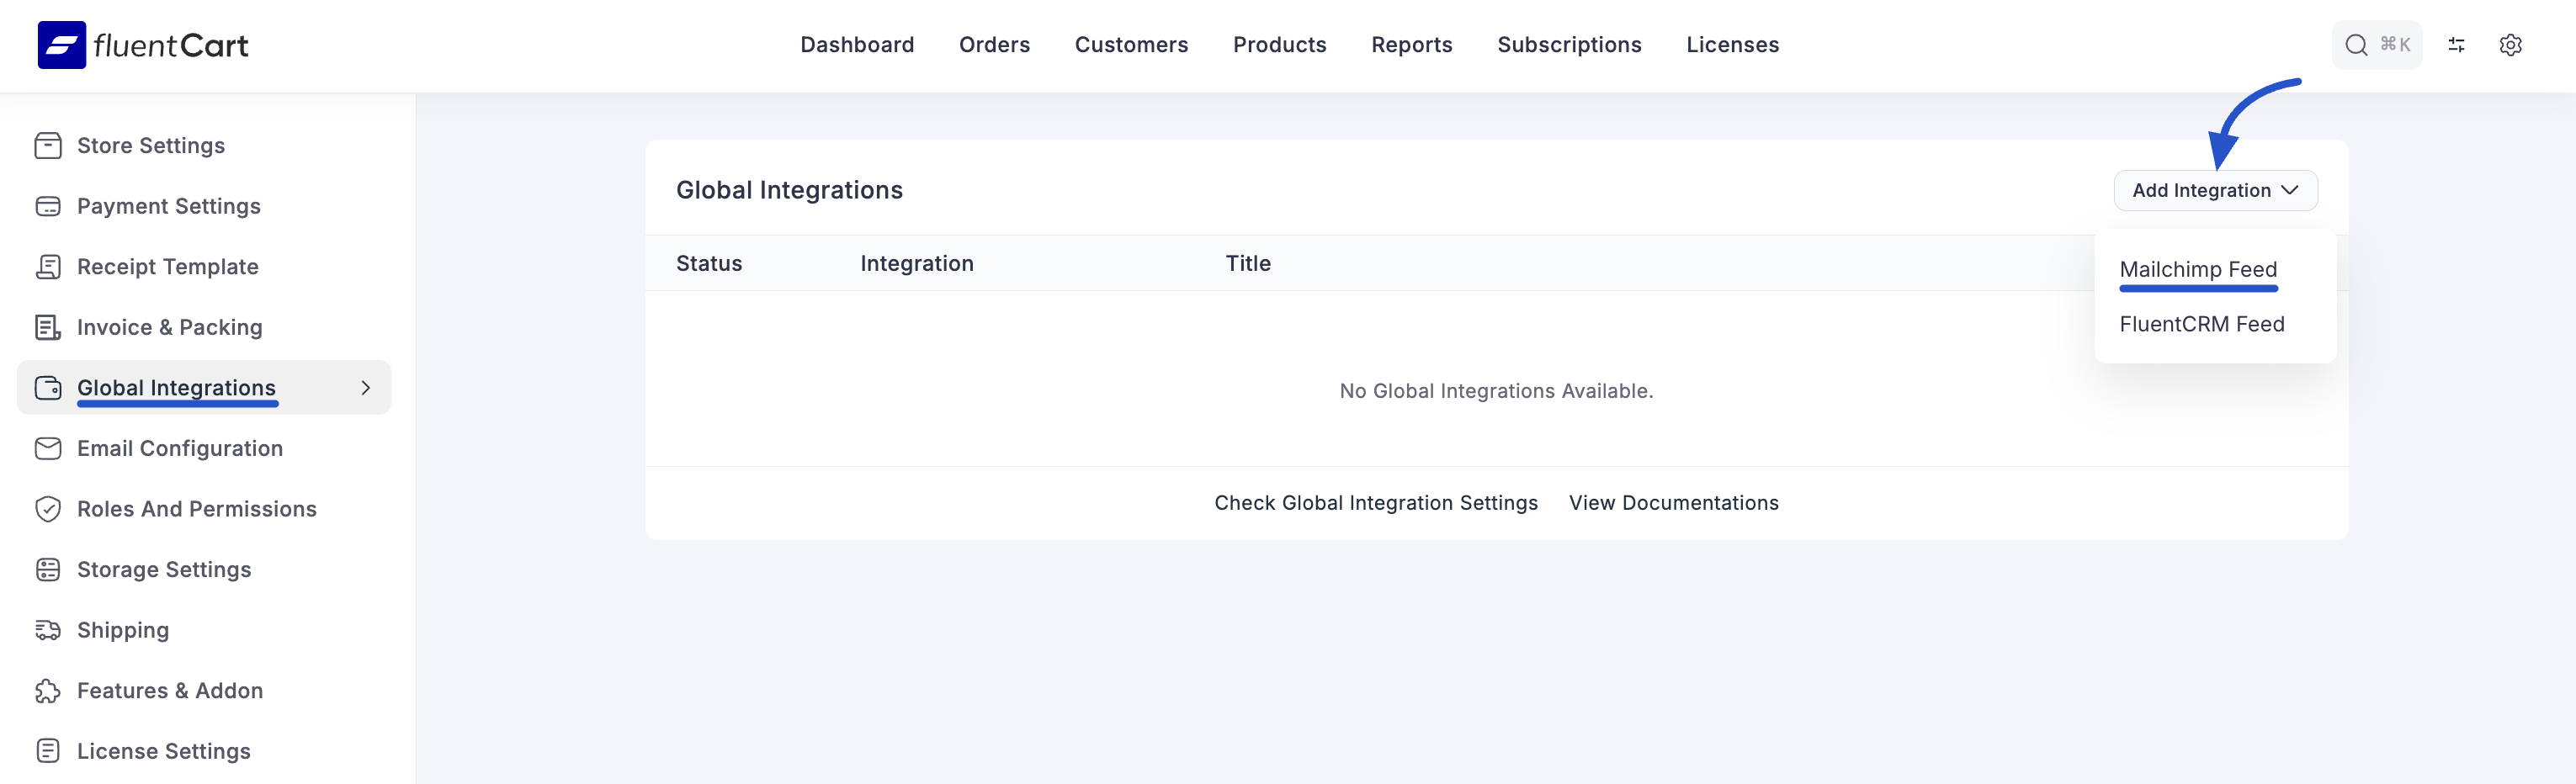 fluentCart
Dashboard Orders Customers Products Reports Subscriptions Licenses
⌘K
Store Settings
Payment Settings
Receipt Template
Invoice & Packing
Global Integrations
Email Configuration
Roles And Permissions
Storage Settings
Shipping
Features & Addon
License Settings
Global Integrations
Add Integration
Status Integration Title
Mailchimp Feed
FluentCRM Feed
No Global Integrations Available.
Check Global Integration Settings View Documentations